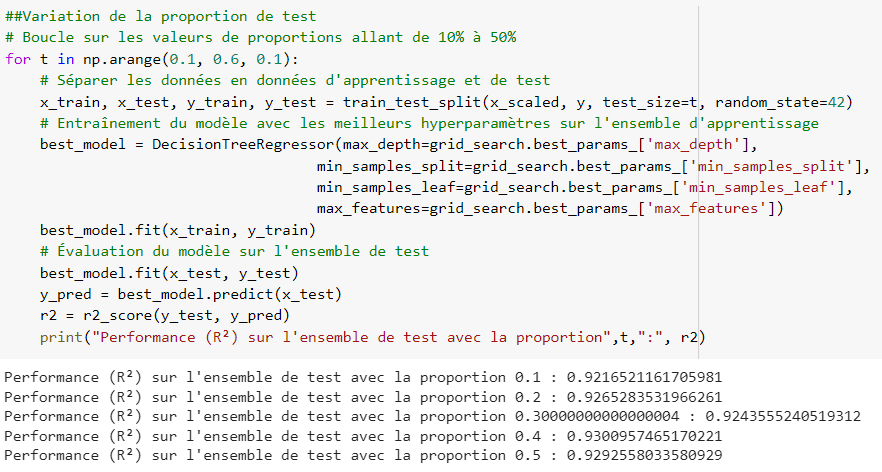 ##Variation de la proportion de test
# Boucle sur les valeurs de proportions allant de 10% à 50%
for t in np.arange(0.1, 0.6, 0.1):
    # Séparer les données en données d'apprentissage et de test
    x_train, x_test, y_train, y_test = train_test_split(x_scaled, y, test_size=t, random_state=42)
    # Entraînement du modèle avec les meilleurs hyperparamètres sur l'ensemble d'apprentissage
    best_model = DecisionTreeRegressor(max_depth=grid_search.best_params_['max_depth'],
                                    min_samples_split=grid_search.best_params_['min_samples_split'],
                                    min_samples_leaf=grid_search.best_params_['min_samples_leaf'],
                                    max_features=grid_search.best_params_['max_features'])
    best_model.fit(x_train, y_train)
    # Évaluation du modèle sur l'ensemble de test
    best_model.fit(x_test, y_test)
    y_pred = best_model.predict(x_test)
    r2 = r2_score(y_test, y_pred)
    print("Performance (R²) sur l'ensemble de test avec la proportion",t,":", r2)
Performance (R²) sur l'ensemble de test avec la proportion 0.1 : 0.9216521161705981
Performance (R²) sur l'ensemble de test avec la proportion 0.2 : 0.9265283531966261
Performance (R²) sur l'ensemble de test avec la proportion 0.30000000000000004 : 0.9243555240519312
Performance (R²) sur l'ensemble de test avec la proportion 0.4 : 0.9300957465170221
Performance (R²) sur l'ensemble de test avec la proportion 0.5 : 0.9292558033580929